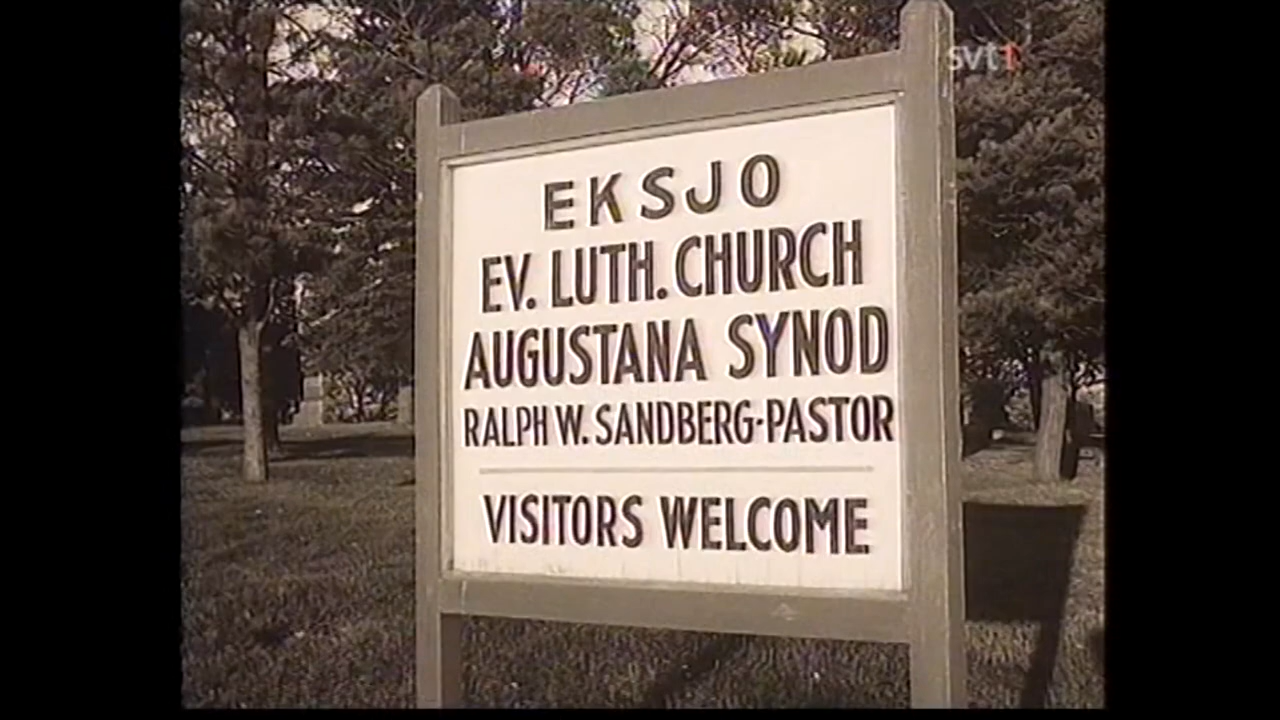 svt1
EKSJO
EV. LUTH. CHURCH
AUGUSTANA SYNOD
RALPH W. SANDBERG-PASTOR
VISITORS WELCOME